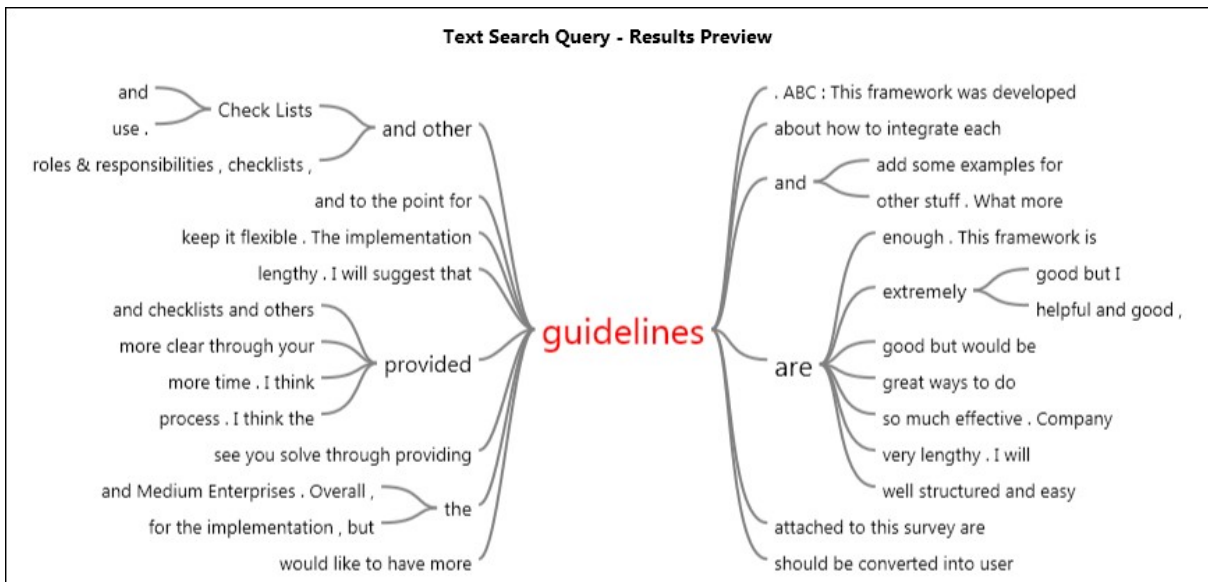 Text Search Query - Results Preview
and
use .
Check Lists
roles & responsibilities , checklists ,
and other
and to the point for
keep it flexible . The implementation
lengthy . I will suggest that
and checklists and others
more clear through your
more time . I think
process . I think the
provided
see you solve through providing
and Medium Enterprises . Overall ,
for the implementation , but
the
would like to have more
guidelines
. ABC : This framework was developed
about how to integrate each
and
add some examples for
other stuff . What more
are
enough . This framework is
extremely
good but I
helpful and good ,
good but would be
great ways to do
so much effective . Company
very lengthy . I will
well structured and easy
attached to this survey are
should be converted into user